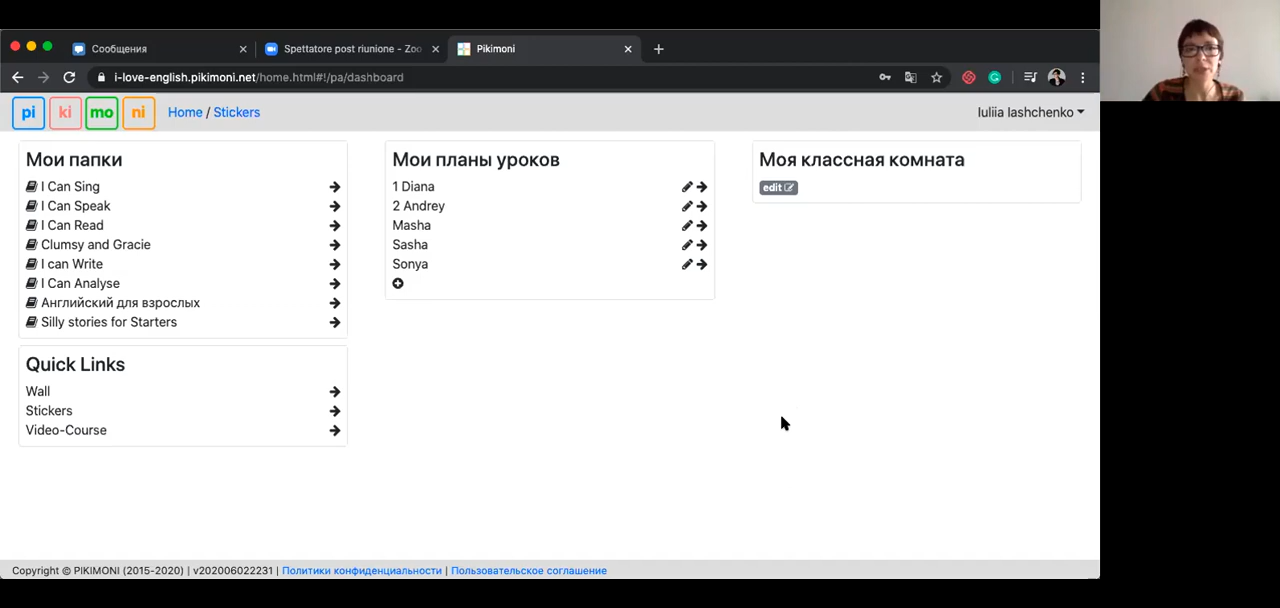 Сообщения
Spettatore post riunione - Zoo
Pikimoni
i-love-english.pikimoni.net/home.html#!/pa/dashboard
pi ki mo ni
Home / Stickers
Iuliia Iashchenko
Мои папки
I Can Sing
I Can Speak
I Can Read
Clumsy and Gracie
I can Write
I Can Analyse
Английский для взрослых
Silly stories for Starters
Quick Links
Wall
Stickers
Video-Course
Мои планы уроков
1 Diana
2 Andrey
Masha
Sasha
Sonya
Моя классная комната
edit
Copyright © PIKIMONI (2015-2020) | v202006022231 | Политики конфиденциальности | Пользовательское соглашение